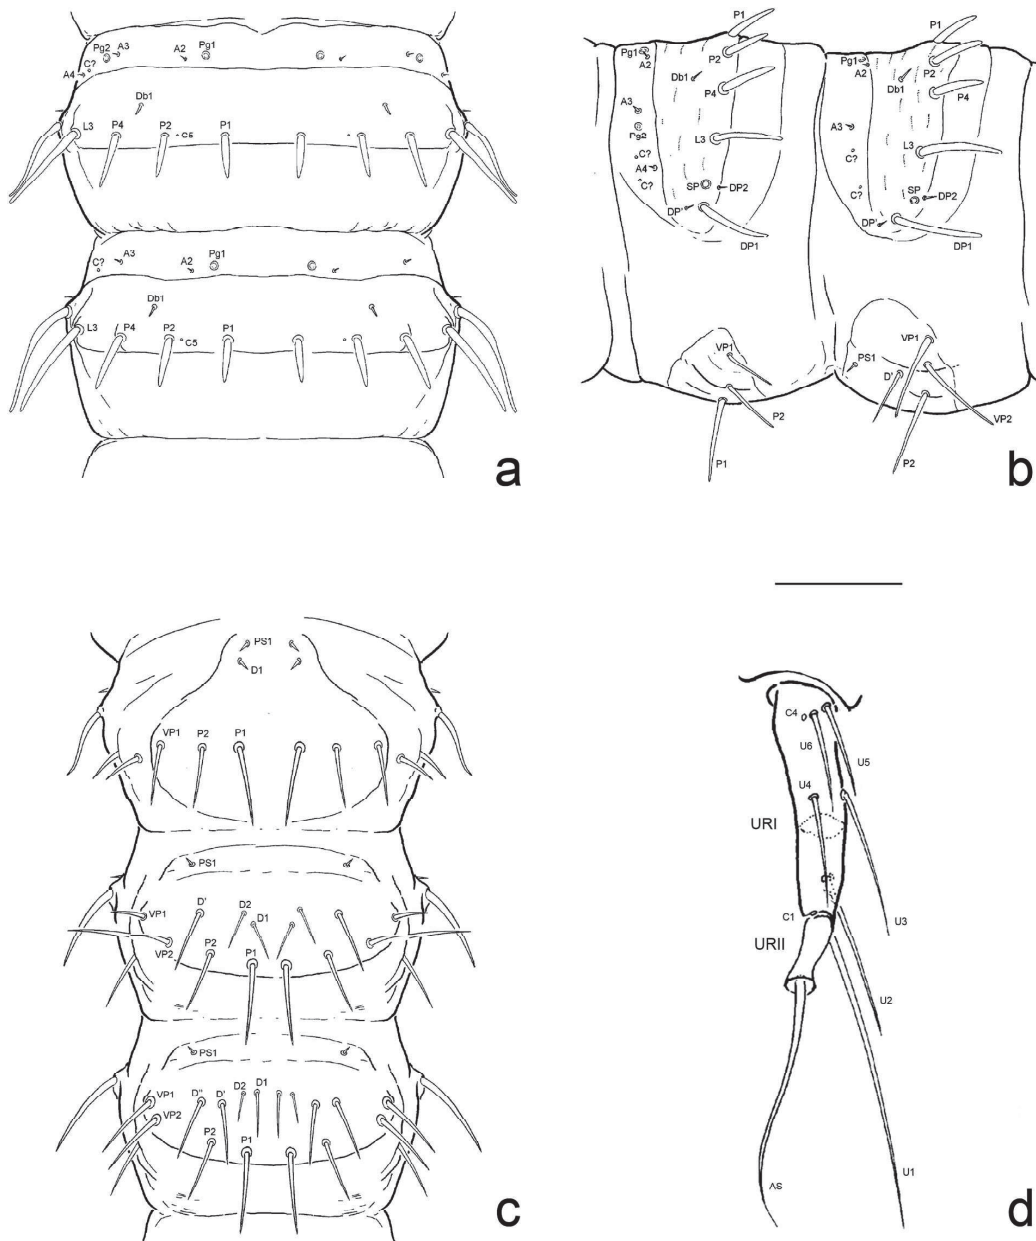 Pg2 A3 A2 Pg1
A4 C?
Db1
L3 P4 P2 C5 P1
C? A3 A2 Pg1
Db1
L3 P4 P2 C5 P1
a
P1
Pg1 A2 P2
Db1
P4
A3
Pg2
L3
C?
A4
C?
SP DP2
DP'
DP1
VP1
P2
P1
P1
Pg1 A2 P2
Db1
P4
A3
C?
L3
C?
SP DP2
DP'
DP1
VP1
PS1 D'
VP2
P2
b
PS1
D1
VP1 P2 P1
PS1
VP1 D' D2 D1
VP2 P2 P1
PS1
VP1 D'' D' D2 D1
VP2
P2 P1
c
C4
U6
U5
U4
URI
C1
U3
URII
U2
U1
AS
d